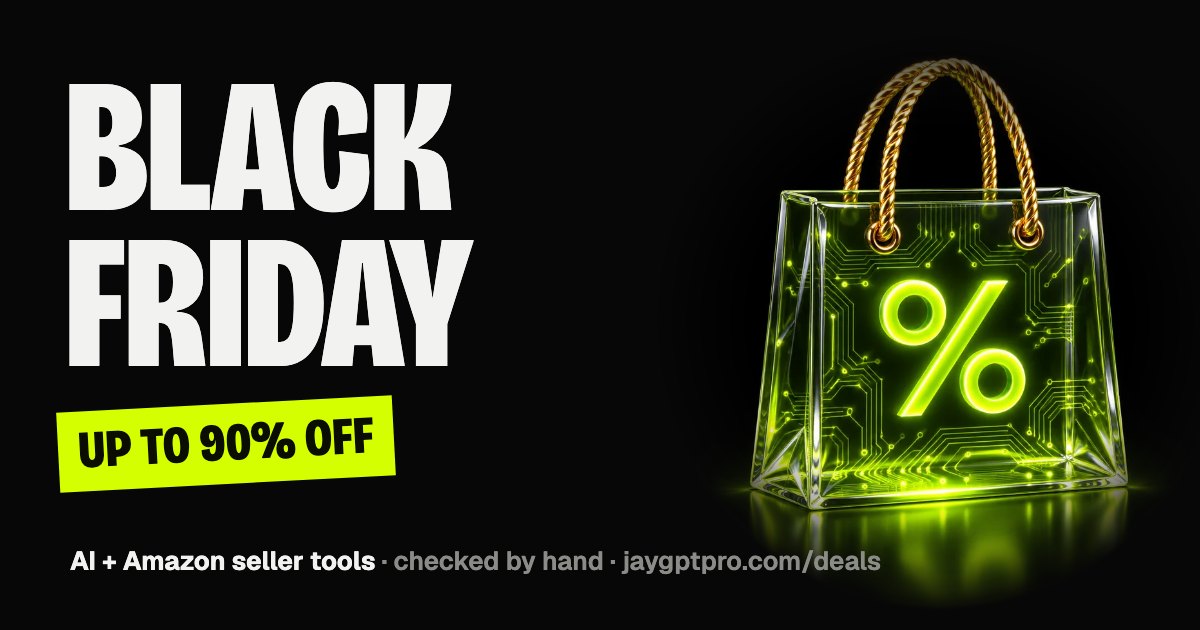 BLACK
FRIDAY
UP TO 90% OFF
%
AI + Amazon seller tools · checked by hand · jaygptpro.com/deals